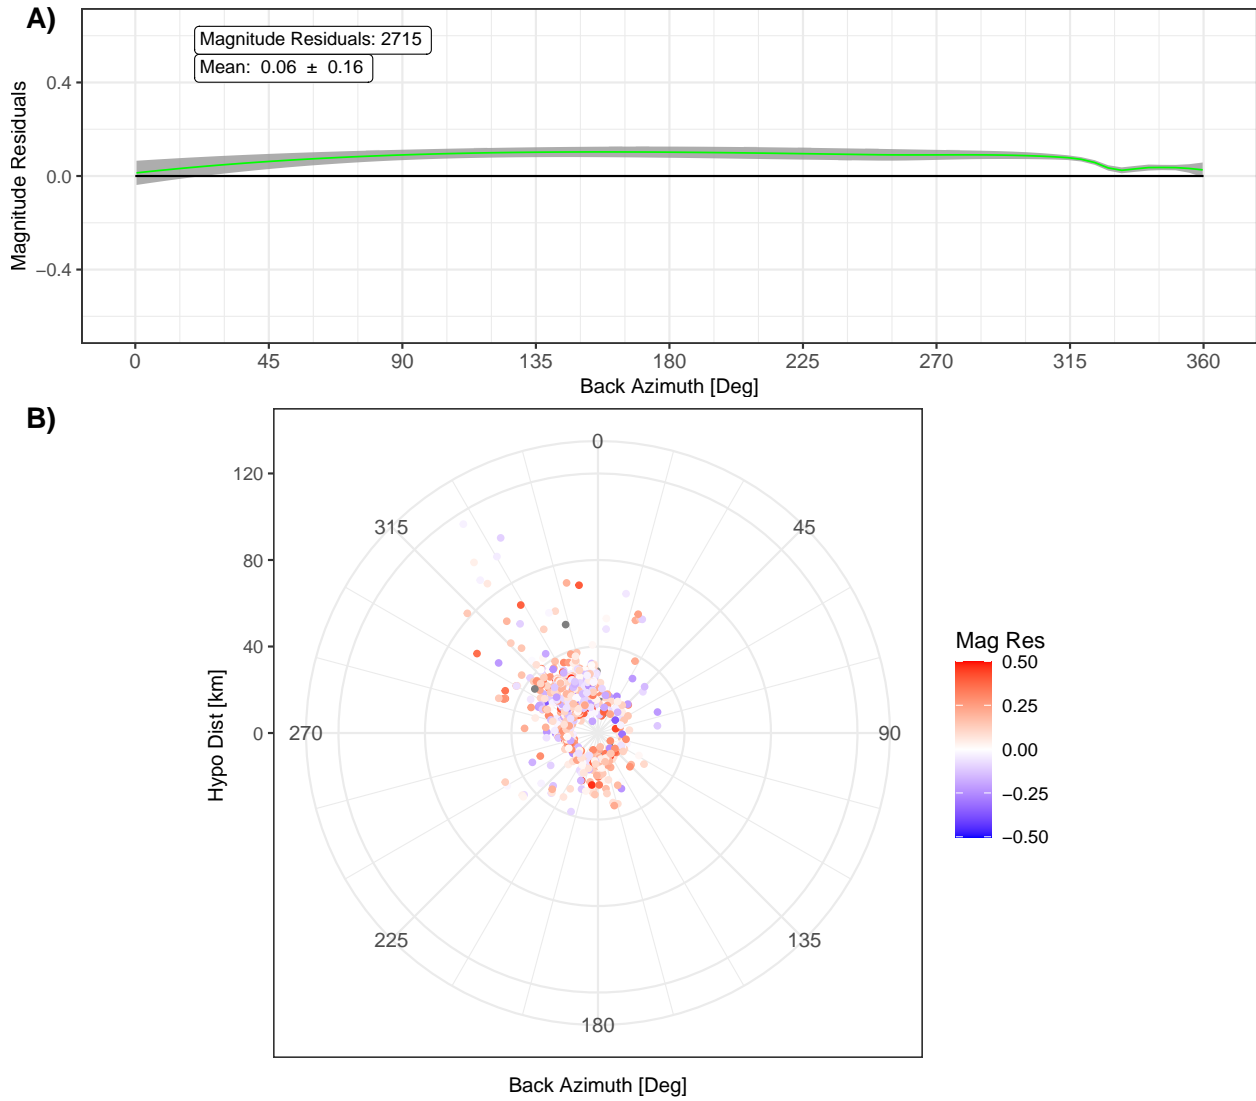 A)
Magnitude Residuals: 2715
Mean:  0.06  ±  0.16
Magnitude Residuals
0.4
0.0
−0.4
0 45 90 135 180 225 270 315 360
Back Azimuth [Deg]
B)
Hypo Dist [km]
120
80
40
0
0
45
90
135
180
225
270
315
Back Azimuth [Deg]
Mag Res
0.50
0.25
0.00
−0.25
−0.50